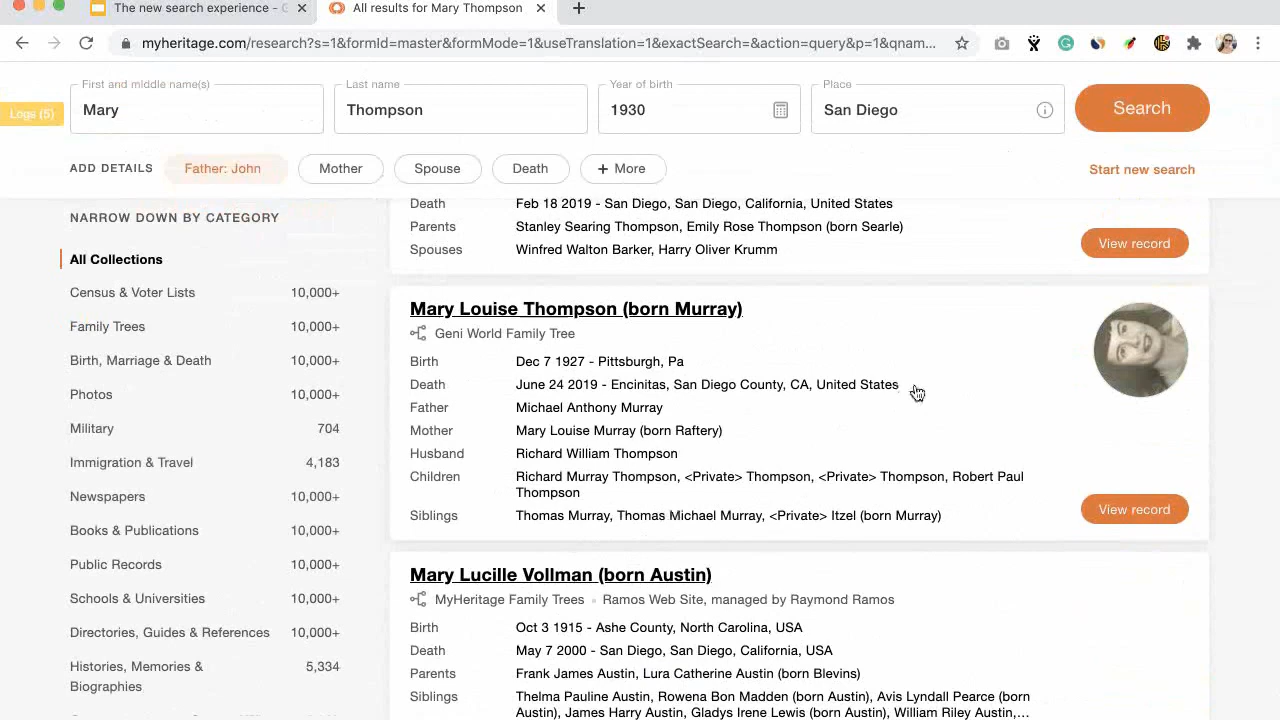 The new search experience - G
All results for Mary Thompson
myheritage.com/research?s=1&formId=master&formMode=1&useTranslation=1&exactSearch=&action=query&p=1&qnam...
First and middle name(s)
Last name
Year of birth
Place
Logs (5)
Mary
Thompson
1930
San Diego
Search
ADD DETAILS
Father: John
Mother
Spouse
Death
+ More
Start new search
NARROW DOWN BY CATEGORY
All Collections
Census & Voter Lists 10,000+
Family Trees 10,000+
Birth, Marriage & Death 10,000+
Photos 10,000+
Military 704
Immigration & Travel 4,183
Newspapers 10,000+
Books & Publications 10,000+
Public Records 10,000+
Schools & Universities 10,000+
Directories, Guides & References 10,000+
Histories, Memories & 5,334
Biographies
Death Feb 18 2019 - San Diego, San Diego, California, United States
Parents Stanley Searing Thompson, Emily Rose Thompson (born Searle)
Spouses Winfred Walton Barker, Harry Oliver Krumm
View record
Mary Louise Thompson (born Murray)
Geni World Family Tree
Birth Dec 7 1927 - Pittsburgh, Pa
Death June 24 2019 - Encinitas, San Diego County, CA, United States
Father Michael Anthony Murray
Mother Mary Louise Murray (born Raftery)
Husband Richard William Thompson
Children Richard Murray Thompson, <Private> Thompson, <Private> Thompson, Robert Paul
Thompson
Siblings Thomas Murray, Thomas Michael Murray, <Private> Itzel (born Murray)
View record
Mary Lucille Vollman (born Austin)
MyHeritage Family Trees Ramos Web Site, managed by Raymond Ramos
Birth Oct 3 1915 - Ashe County, North Carolina, USA
Death May 7 2000 - San Diego, San Diego, California, USA
Parents Frank James Austin, Lura Catherine Austin (born Blevins)
Siblings Thelma Pauline Austin, Rowena Bon Madden (born Austin), Avis Lyndall Pearce (born
Austin), James Harry Austin, Gladys Irene Lewis (born Austin), William Riley Austin,...